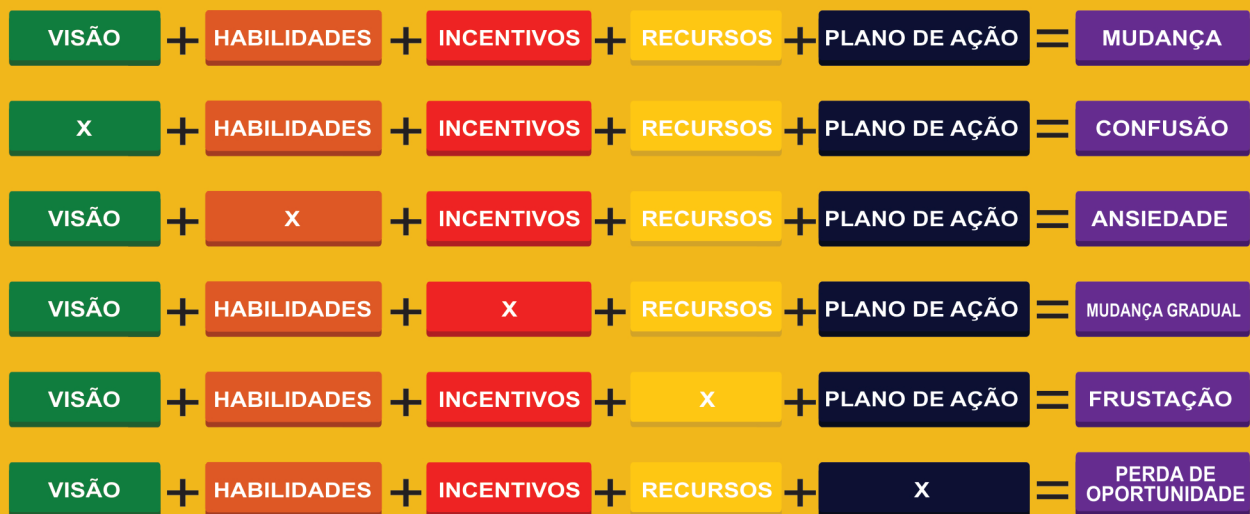 VISÃO + HABILIDADES + INCENTIVOS + RECURSOS + PLANO DE AÇÃO = MUDANÇA
X + HABILIDADES + INCENTIVOS + RECURSOS + PLANO DE AÇÃO = CONFUSÃO
VISÃO + X + INCENTIVOS + RECURSOS + PLANO DE AÇÃO = ANSIEDADE
VISÃO + HABILIDADES + X + RECURSOS + PLANO DE AÇÃO = MUDANÇA GRADUAL
VISÃO + HABILIDADES + INCENTIVOS + X + PLANO DE AÇÃO = FRUSTAÇÃO
VISÃO + HABILIDADES + INCENTIVOS + RECURSOS + X = PERDA DE
OPORTUNIDADE